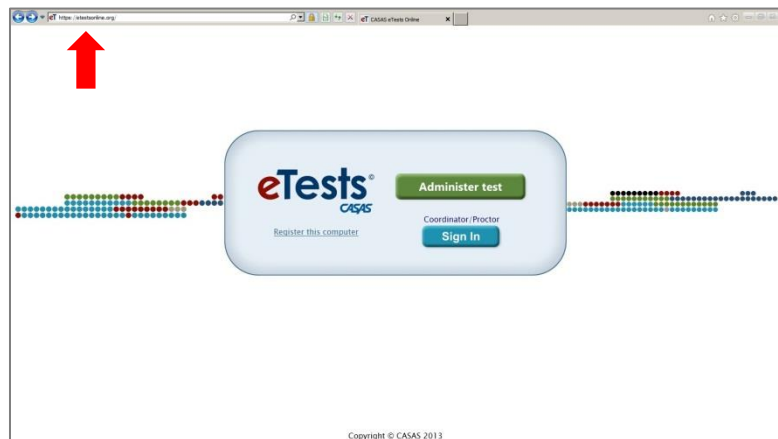 https://etestsonline.org/
eT CASAS eTests Online
eTests©
CASAS
Register this computer
Administer test
Coordinator/Proctor
Sign In
Copyright © CASAS 2013